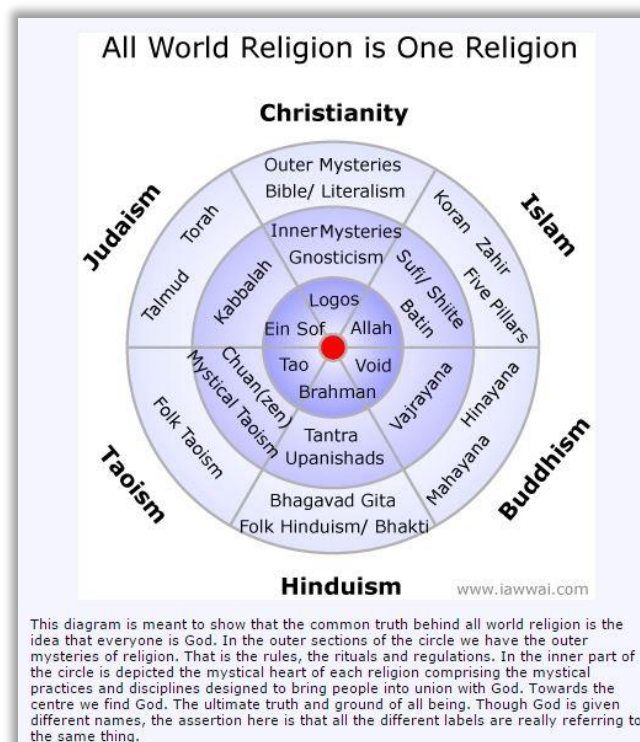 All World Religion is One Religion
Christianity
Judaism
Islam
Outer Mysteries
Bible/ Literalism
Torah
Talmud
Koran Zahir
Five Pillars
Inner Mysteries
Gnosticism
Kabbalah
Sufi/ Shiite
Batin
Logos
Ein Sof
Allah
Tao
Void
Brahman
Chuan(zen)
Mystical Taoism
Vajrayana
Tantra
Upanishads
Folk Taoism
Hinayana
Mahayana
Bhagavad Gita
Folk Hinduism/ Bhakti
Taoism
Buddhism
Hinduism
www.iawwai.com
This diagram is meant to show that the common truth behind all world religion is the
idea that everyone is God. In the outer sections of the circle we have the outer
mysteries of religion. That is the rules, the rituals and regulations. In the inner part of
the circle is depicted the mystical heart of each religion comprising the mystical
practices and disciplines designed to bring people into union with God. Towards the
centre we find God. The ultimate truth and ground of all being. Though God is given
different names, the assertion here is that all the different labels are really referring to
the same thing.